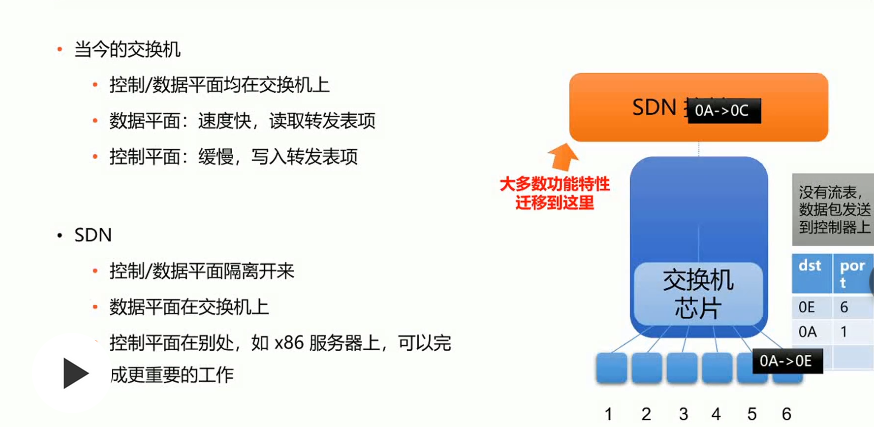 当今的交换机
控制/数据平面均在交换机上
数据平面：速度快，读取转发表项
控制平面：缓慢，写入转发表项
SDN
控制/数据平面隔离开来
数据平面在交换机上
控制平面在别处，如 x86 服务器上，可以完
成更重要的工作
SDN
0A->0C
大多数功能特性
迁移到这里
交换机
芯片
没有流表，
数据包发送
到控制器上
dst por
t
0E 6
0A 1
0A->0E
1 2 3 4 5 6